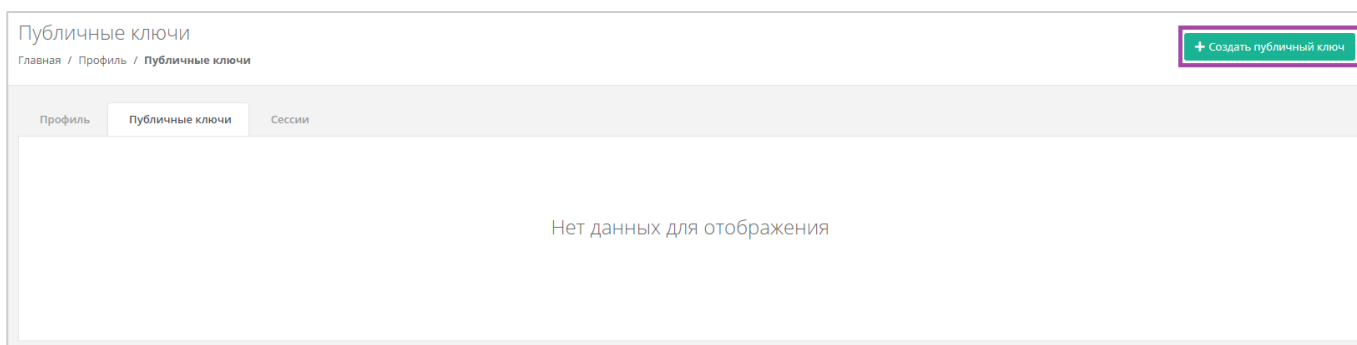 Публичные ключи
+ Создать публичный ключ
Главная / Профиль / Публичные ключи
Профиль Публичные ключи Сессии
Нет данных для отображения